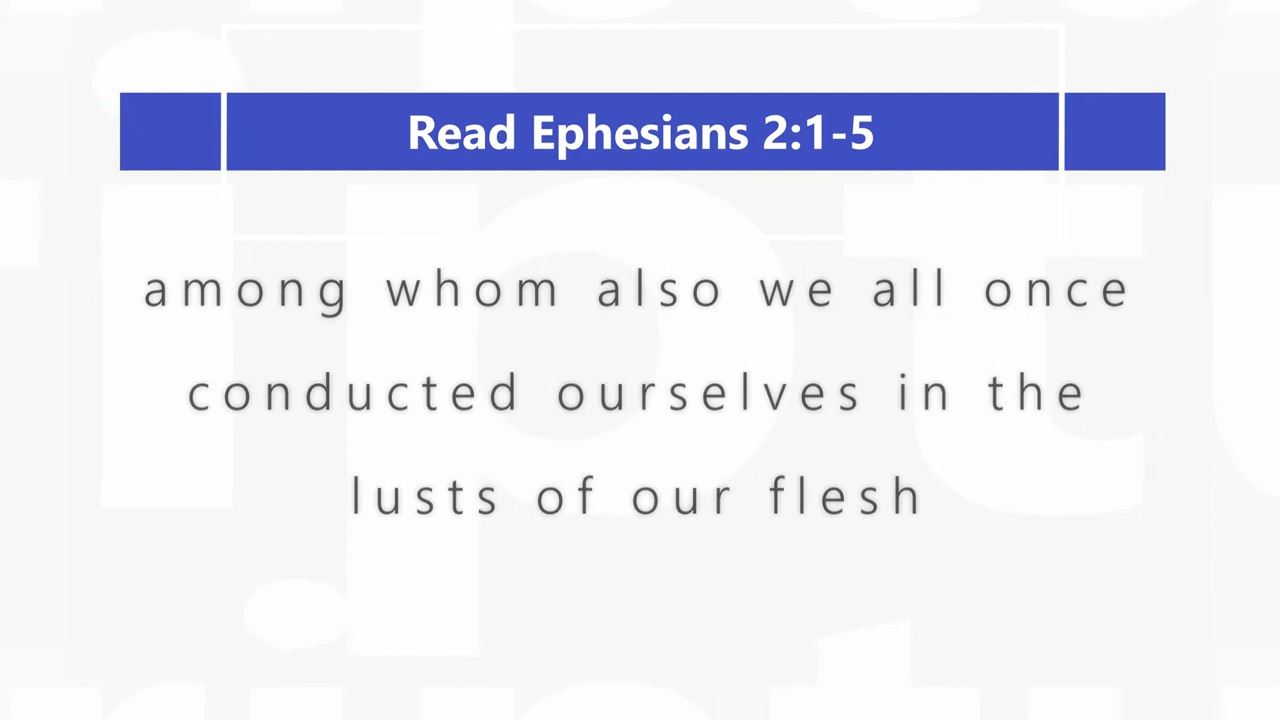 Read Ephesians 2:1-5
among whom also we all once
conducted ourselves in the
lusts of our flesh